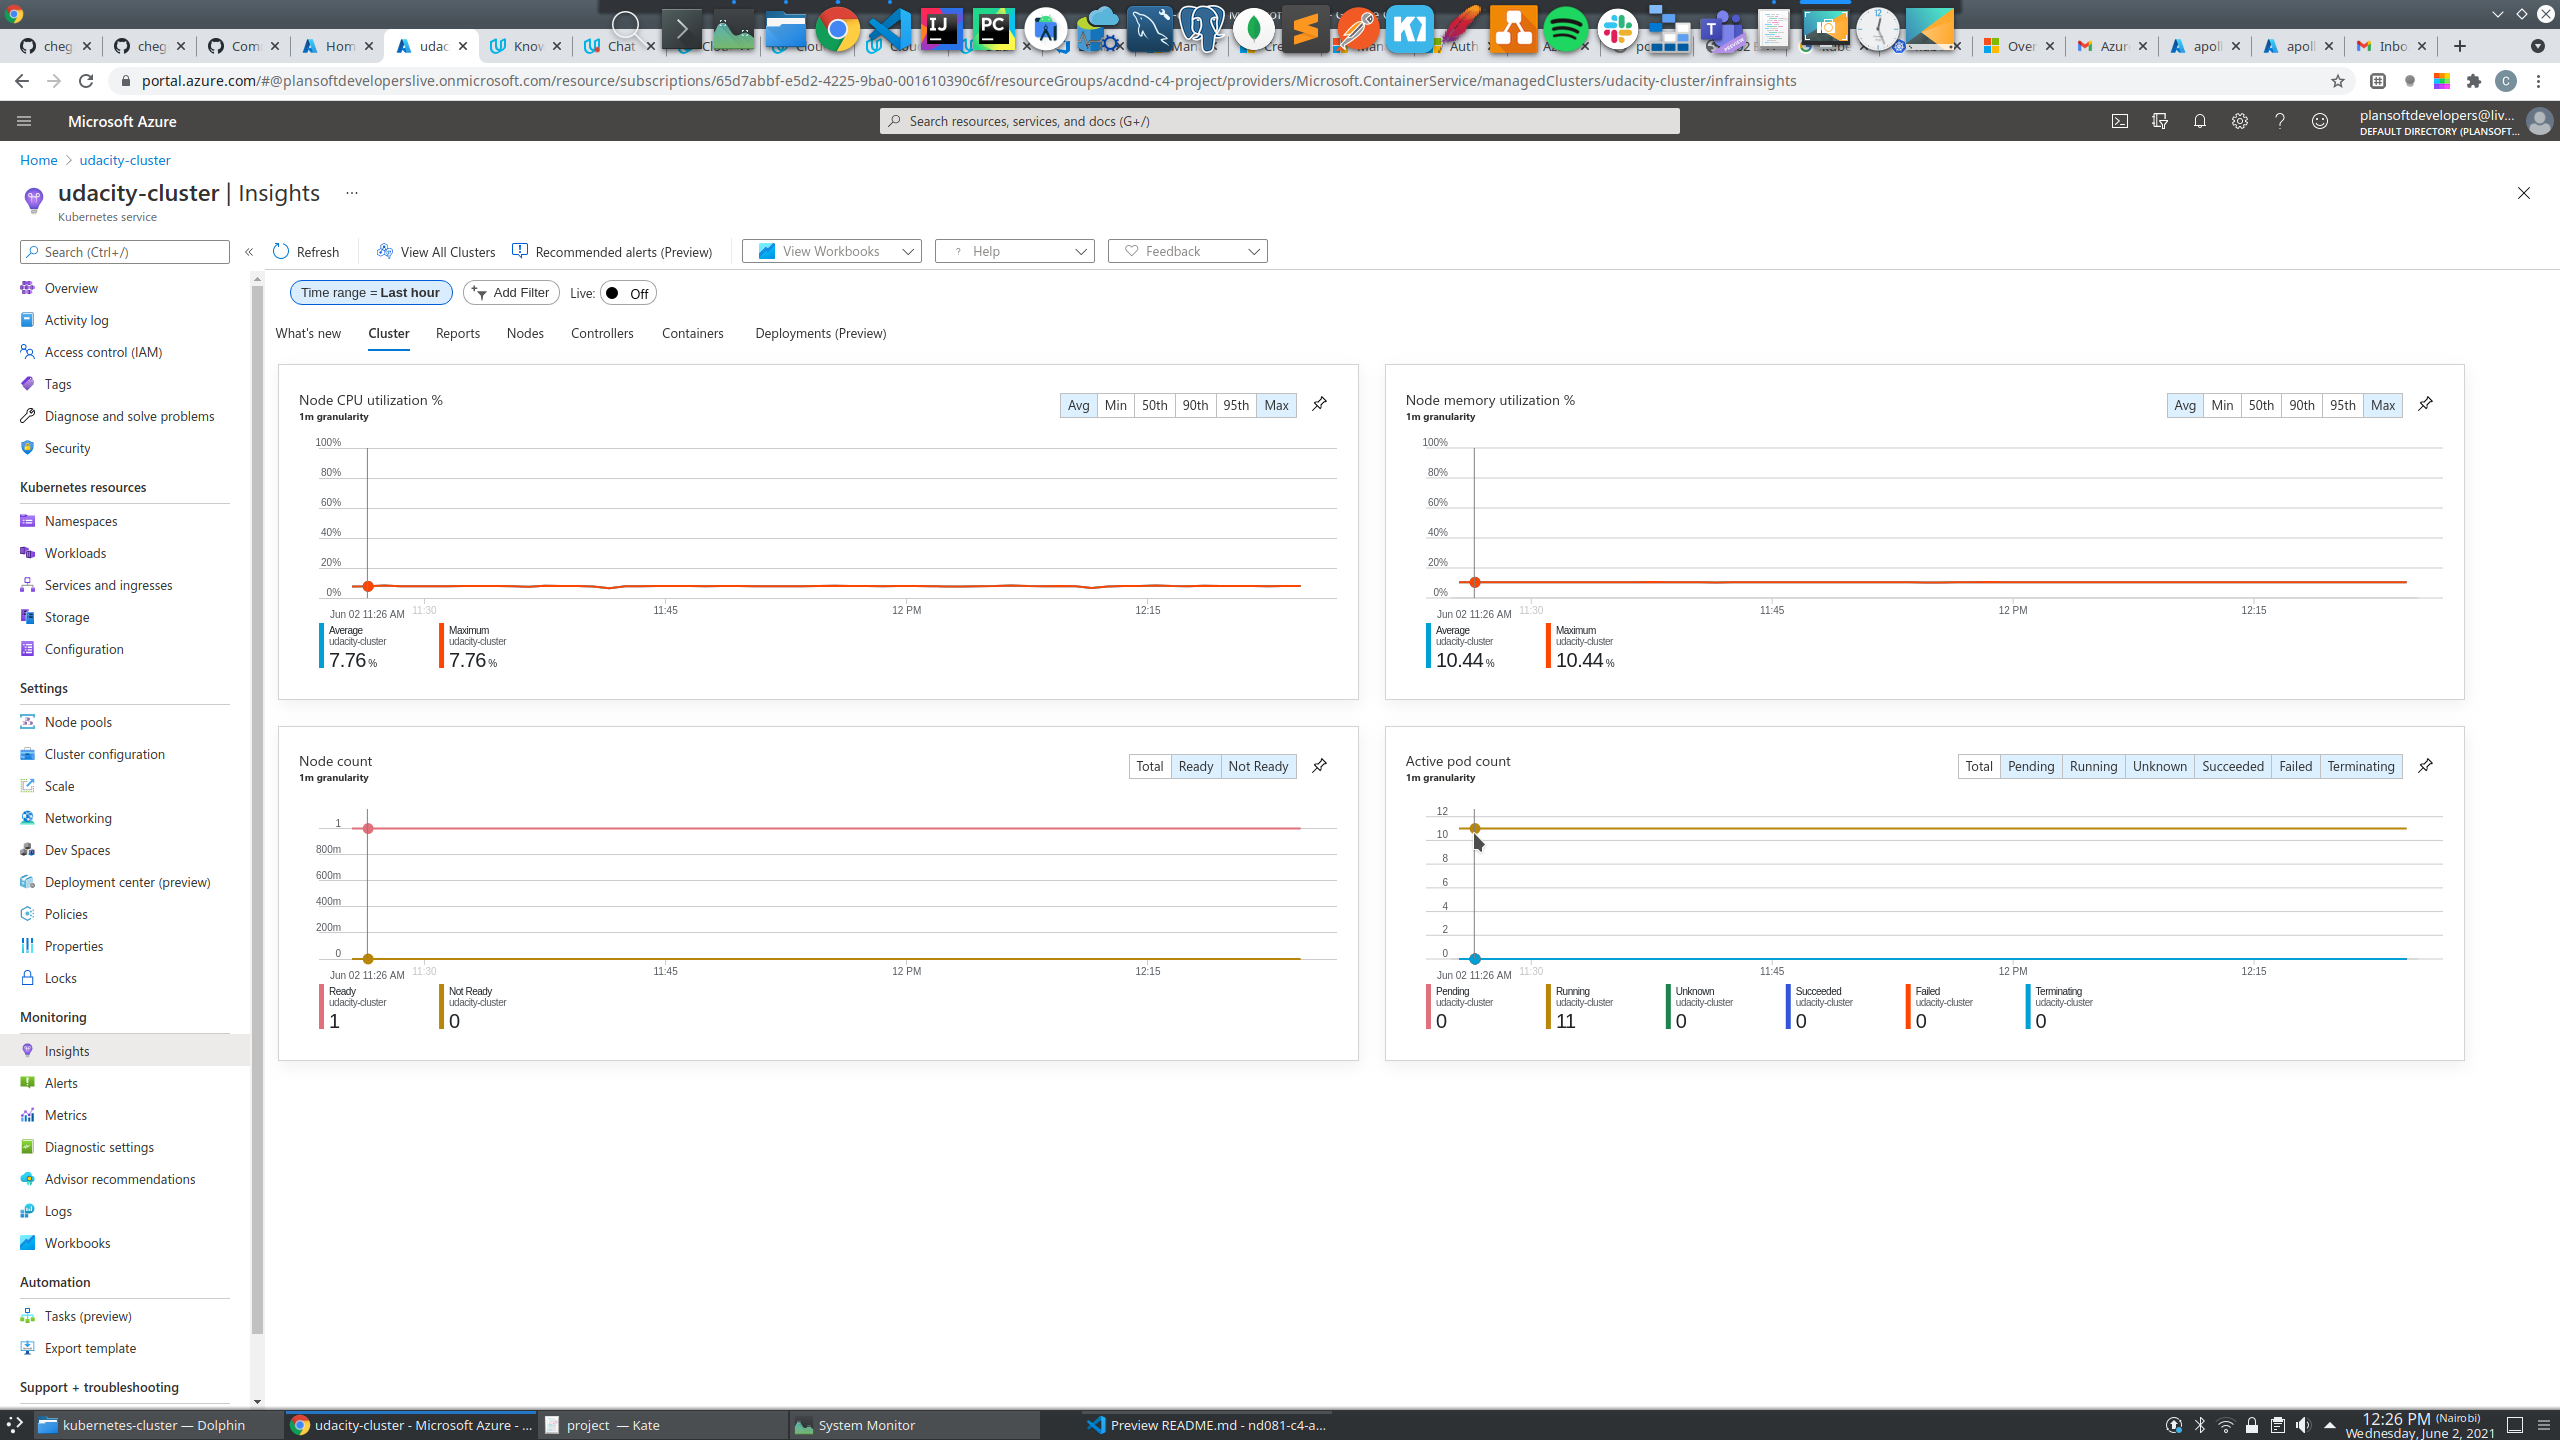 cheg
cheg
Com
Hom
udac
Know
Chat
Over
Azur
apoll
apoll
Inbo
portal.azure.com/#@plansoftdeveloperslive.onmicrosoft.com/resource/subscriptions/65d7abbf-e5d2-4225-9ba0-001610390c6f/resourceGroups/acdnd-c4-project/providers/Microsoft.ContainerService/managedClusters/udacity-cluster/infrainsights
Microsoft Azure
Search resources, services, and docs (G+/)
plansoftdevelopers@liv...
DEFAULT DIRECTORY (PLANSOFT...
Home > udacity-cluster
udacity-cluster | Insights ...
Kubernetes service
Search (Ctrl+/)
Refresh
View All Clusters
Recommended alerts (Preview)
View Workbooks
? Help
Feedback
Overview
Activity log
Access control (IAM)
Tags
Diagnose and solve problems
Security
Kubernetes resources
Namespaces
Workloads
Services and ingresses
Storage
Configuration
Settings
Node pools
Cluster configuration
Scale
Networking
Dev Spaces
Deployment center (preview)
Policies
Properties
Locks
Monitoring
Insights
Alerts
Metrics
Diagnostic settings
Advisor recommendations
Logs
Workbooks
Automation
Tasks (preview)
Export template
Support + troubleshooting
Time range = Last hour
Add Filter
Live: Off
What's new Cluster Reports Nodes Controllers Containers Deployments (Preview)
Node CPU utilization %
1m granularity
Avg Min 50th 90th 95th Max
100%
80%
60%
40%
20%
0%
Jun 02 11:26 AM 11:30 11:45 12 PM 12:15
Average
udacity-cluster
7.76 %
Maximum
udacity-cluster
7.76 %
Node memory utilization %
1m granularity
Avg Min 50th 90th 95th Max
100%
80%
60%
40%
20%
0%
Jun 02 11:26 AM 11:30 11:45 12 PM 12:15
Average
udacity-cluster
10.44 %
Maximum
udacity-cluster
10.44 %
Node count
1m granularity
Total Ready Not Ready
1
800m
600m
400m
200m
0
Jun 02 11:26 AM 11:30 11:45 12 PM 12:15
Ready
udacity-cluster
1
Not Ready
udacity-cluster
0
Active pod count
1m granularity
Total Pending Running Unknown Succeeded Failed Terminating
12
10
8
6
4
2
0
Jun 02 11:26 AM 11:30 11:45 12 PM 12:15
Pending
udacity-cluster
0
Running
udacity-cluster
11
Unknown
udacity-cluster
0
Succeeded
udacity-cluster
0
Failed
udacity-cluster
0
Terminating
udacity-cluster
0
kubernetes-cluster — Dolphin
udacity-cluster - Microsoft Azure - ...
project — Kate
System Monitor
Preview README.md - nd081-c4-a...
12:26 PM (Nairobi)
Wednesday, June 2, 2021